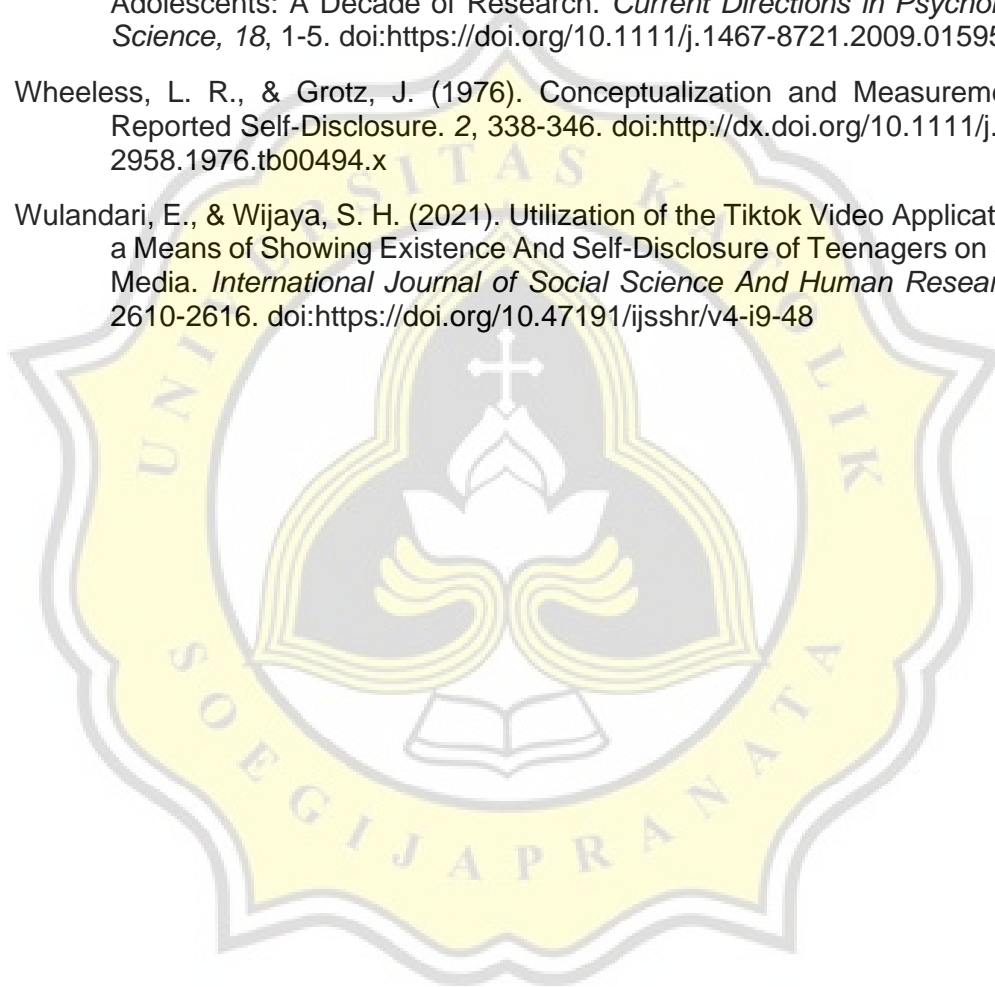 Adolescents: A Decade of Research. Current Directions in Psychol
Science, 18, 1-5. doi:https://doi.org/10.1111/j.1467-8721.2009.01595
Wheeless, L. R., & Grotz, J. (1976). Conceptualization and Measureme
Reported Self-Disclosure. 2, 338-346. doi:http://dx.doi.org/10.1111/j.
2958.1976.tb00494.x
Wulandari, E., & Wijaya, S. H. (2021). Utilization of the Tiktok Video Applicat
a Means of Showing Existence And Self-Disclosure of Teenagers on
Media. International Journal of Social Science And Human Resear
2610-2616. doi:https://doi.org/10.47191/ijsshr/v4-i9-48
UNIVERSITAS KATOLIK
SOEGIJAPRANATA